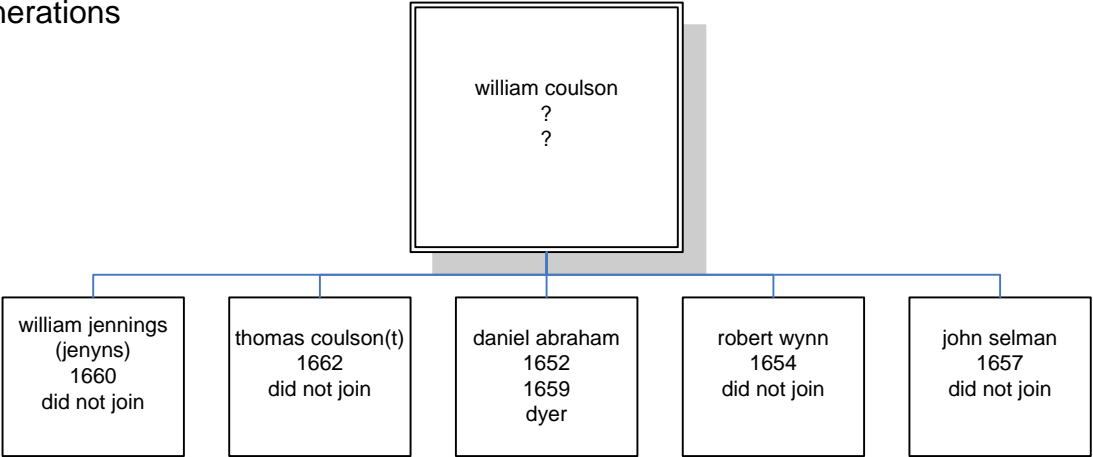 nerations
william coulson
?
?
william jennings
(jenyns)
1660
did not join
thomas coulson(t)
1662
did not join
daniel abraham
1652
1659
dyer
robert wynn
1654
did not join
john selman
1657
did not join